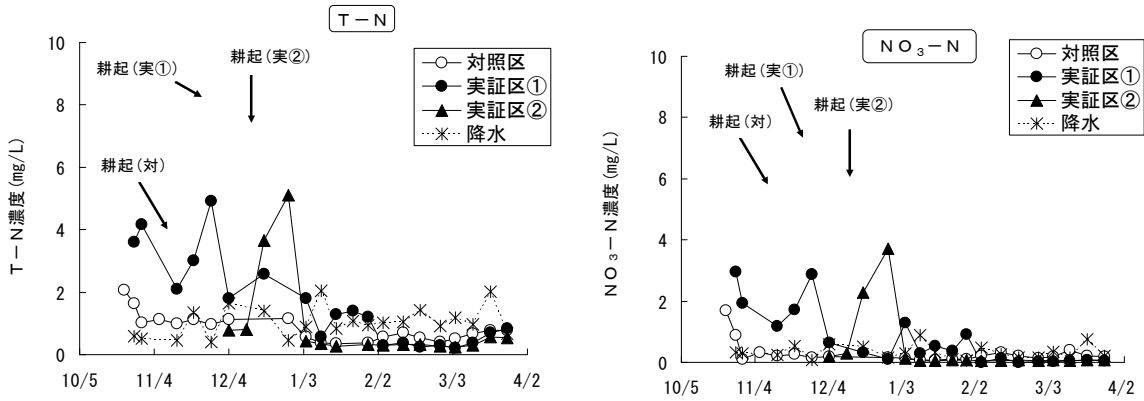 T－N
10
8
6
4
2
0
T－N濃度(mg/L)
耕起(実①)
耕起(実②)
耕起(対)
対照区
実証区①
実証区②
降水
10/5 11/4 12/4 1/3 2/2 3/3 4/2
NO₃－N
10
8
6
4
2
0
NO₃－N濃度(mg/L)
耕起(実①)
耕起(実②)
耕起(対)
対照区
実証区①
実証区②
降水
10/5 11/4 12/4 1/3 2/2 3/3 4/2